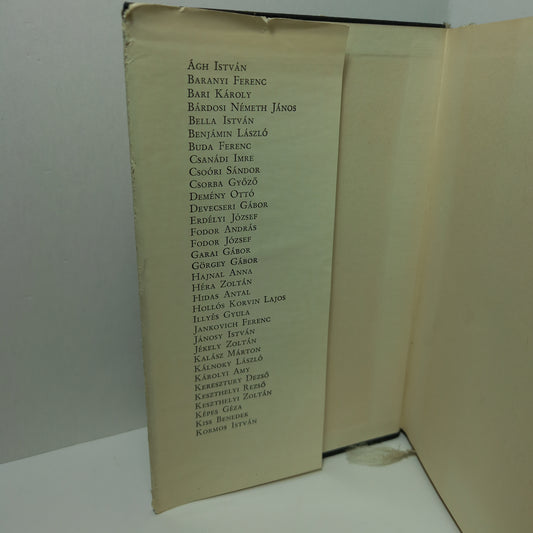 Ágh István
Baranyi Ferenc
Bari Károly
Bárdosi Németh János
Bella István
Benjámin László
Buda Ferenc
Csanádi Imre
Csoóri Sándor
Csorba Győző
Demény Ottó
Devecseri Gábor
Erdélyi József
Fodor András
Fodor József
Garai Gábor
Görgey Gábor
Hajnal Anna
Héra Zoltán
Hidas Antal
Hollós Korvin Lajos
Illyés Gyula
Jankovich Ferenc
Jánosy István
Jékely Zoltán
Kalász Márton
Kálnoky László
Károlyi Amy
Keresztury Dezső
Keszthelyi Rezső
Keszthelyi Zoltán
Képes Géza
Kiss Benedek
Kormos István